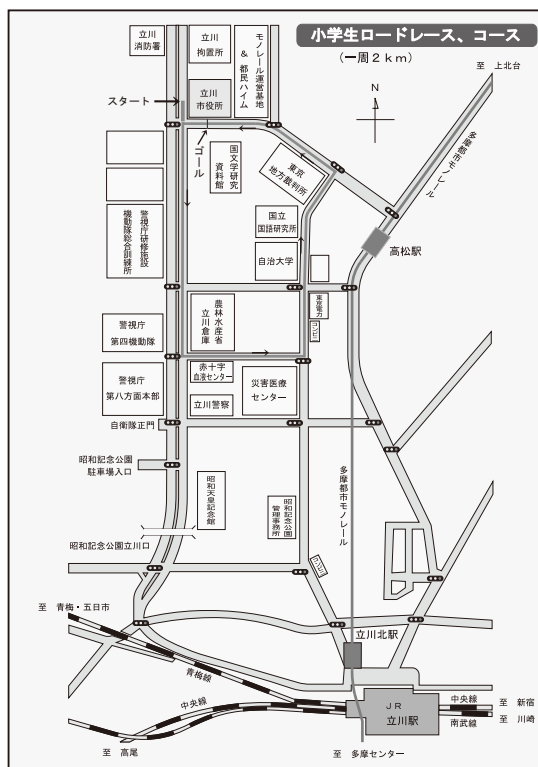 小学生ロードレース、コース
(一周２ｋｍ)
立川
消防署
立川
拘置所
モノレール運営基地
＆ 都民ハイム
至 上北台
スタート
立川
市役所
Ｎ
多摩都市モノレール
ゴール
国文学研究
資料館
東京
地方裁判所
国立
国語研究所
高松駅
警視庁研修施設
機動隊総合訓練所
自治大学
農林水産省
立川倉庫
東京電力
コンビニ
警視庁
第四機動隊
赤十字
血液センター
災害医療
センター
警視庁
第八方面本部
立川警察
自衛隊正門
昭和記念公園
駐車場入口
昭和天皇記念館
昭和記念公園
管理事務所
多摩都市モノレール
昭和記念公園立川口
至 青梅・五日市
立川北駅
青梅線
中央線
ＪＲ
立川駅
中央線
至 新宿
南武線
至 川崎
至 高尾
至 多摩センター